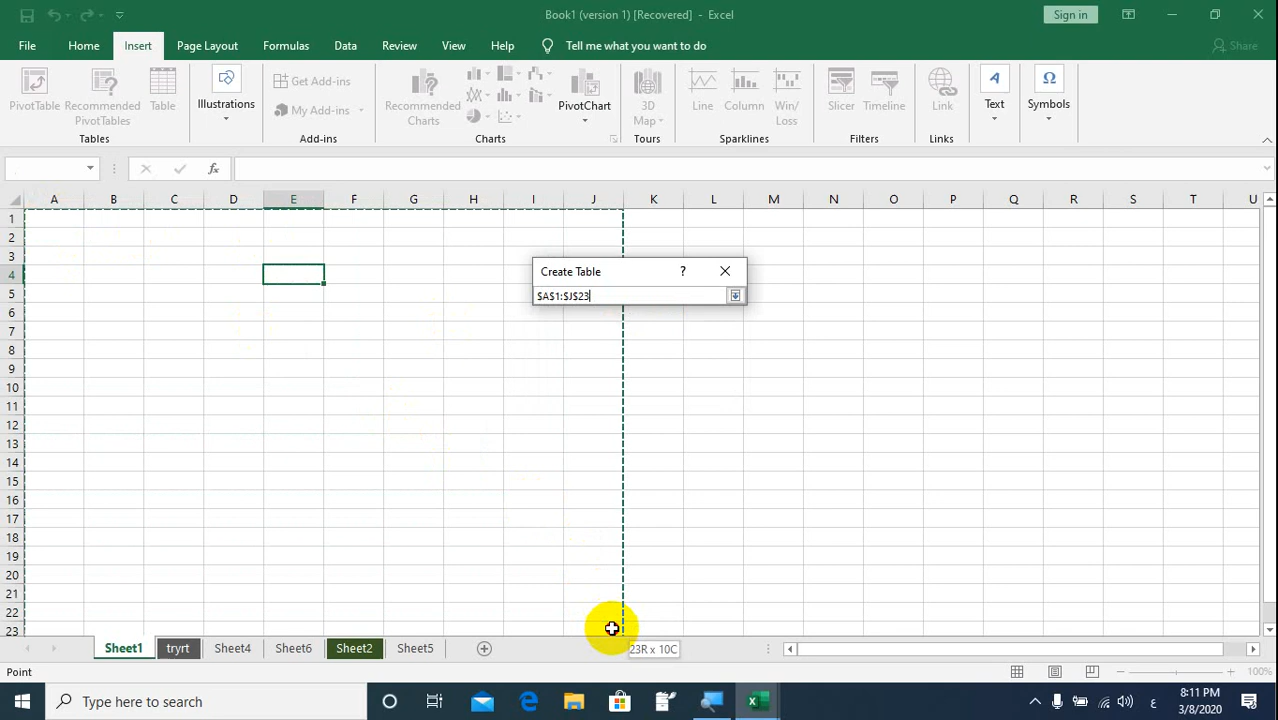 Book1 (version 1) [Recovered] - Excel
Sign in
File Home Insert Page Layout Formulas Data Review View Help Tell me what you want to do Share
PivotTable
Recommended PivotTables
Table
Illustrations
Get Add-ins
My Add-ins
Recommended Charts
PivotChart
3D Map
Line
Column
Win/Loss
Slicer
Timeline
Link
Text
Symbols
Tables Add-ins Charts Tours Sparklines Filters Links
fx
A B C D E F G H I J K L M N O P Q R S T U
1
2
3
Create Table ?
4
$A$1:$J$23
5
6
7
8
9
10
11
12
13
14
15
16
17
18
19
20
21
22
23
Sheet1 tryrt Sheet4 Sheet6 Sheet2 Sheet5
23R x 10C
Point
100%
Type here to search
ع
8:11 PM
3/8/2020